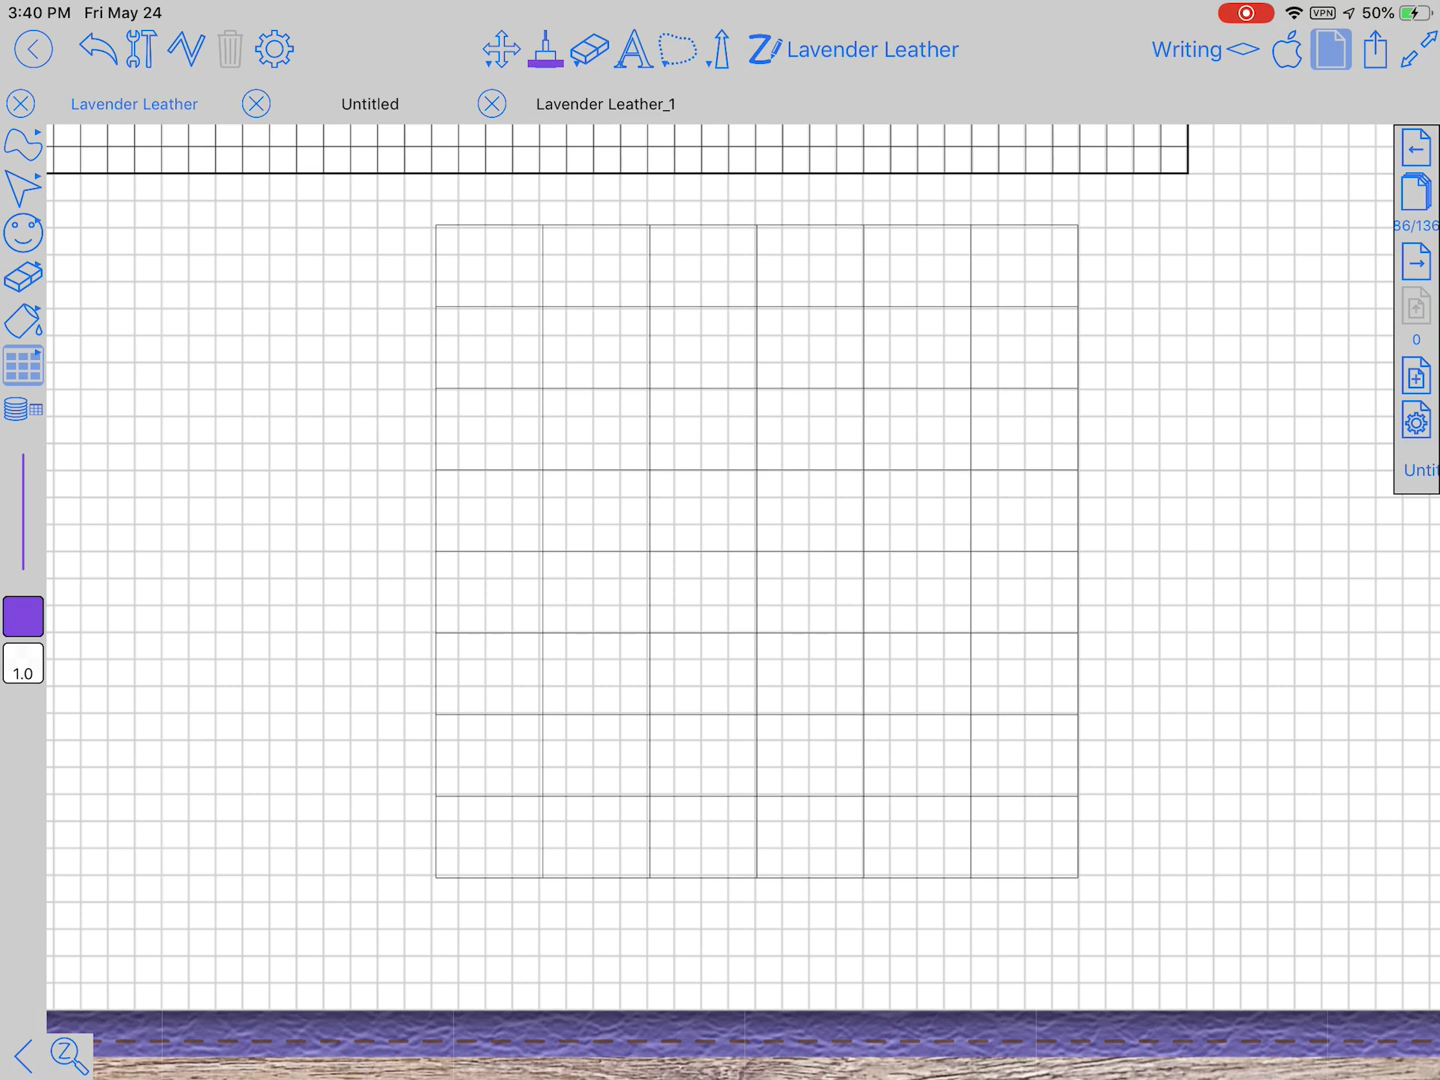 3:40 PM Fri May 24
VPN 50%
Lavender Leather
Writing
Lavender Leather
Untitled
Lavender Leather_1
86/136
0
1.0